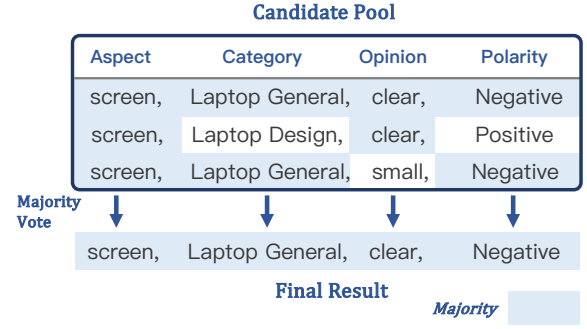 Candidate Pool
Aspect Category Opinion Polarity
screen, Laptop General, clear, Negative
screen, Laptop Design, clear, Positive
screen, Laptop General, small, Negative
Majority
Vote
screen, Laptop General, clear, Negative
Final Result
Majority